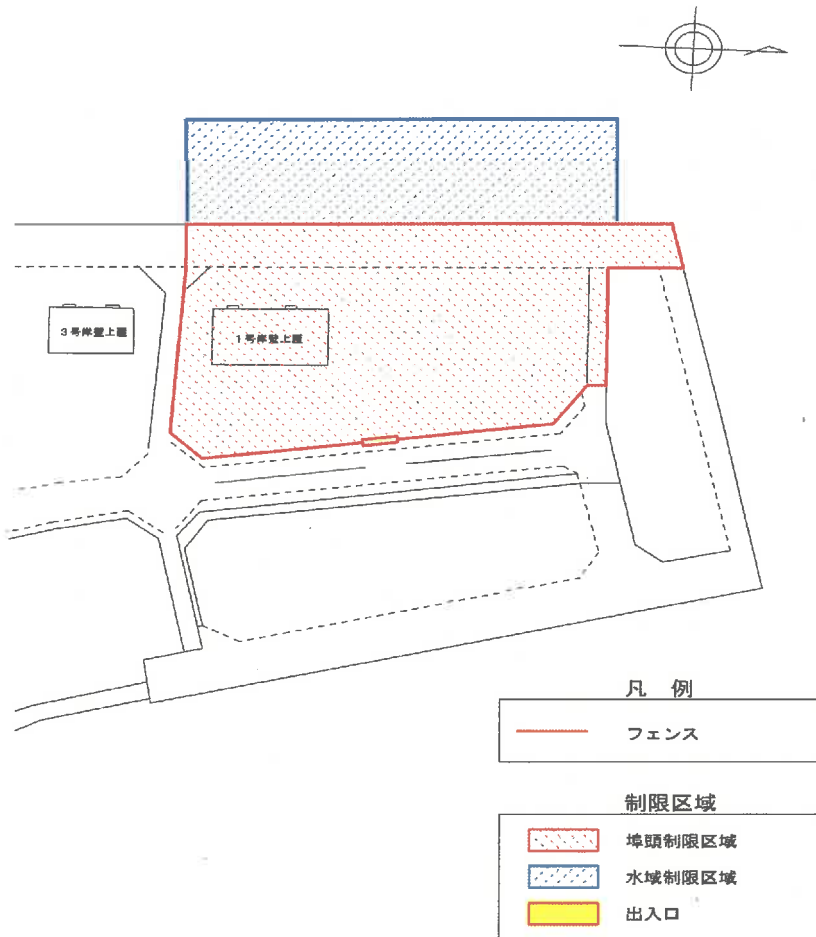 3号岸壁上屋
1号岸壁上屋
凡 例
フェンス
制限区域
埠頭制限区域
水域制限区域
出入口